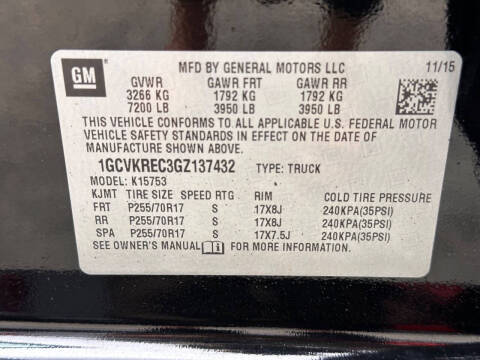 GM
MFD BY GENERAL MOTORS LLC 11/15
GVWR GAWR FRT GAWR RR
3266 KG 1792 KG 1792 KG
7200 LB 3950 LB 3950 LB
THIS VEHICLE CONFORMS TO ALL APPLICABLE U.S. FEDERAL MOTOR
VEHICLE SAFETY STANDARDS IN EFFECT ON THE DATE OF
MANUFACTURE SHOWN ABOVE.
1GCVKREC3GZ137432 TYPE: TRUCK
MODEL: K15753
KJMT TIRE SIZE SPEED RTG RIM COLD TIRE PRESSURE
FRT P255/70R17 S 17X8J 240KPA(35PSI)
RR P255/70R17 S 17X8J 240KPA(35PSI)
SPA P255/70R17 S 17X7.5J 240KPA(35PSI)
SEE OWNER'S MANUAL FOR MORE INFORMATION.